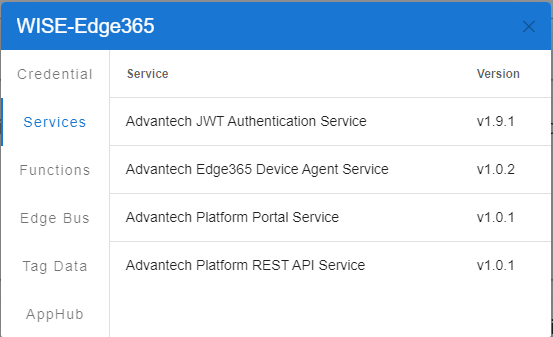 WISE-Edge365
Credential
Services
Functions
Edge Bus
Tag Data
AppHub
Service Version
Advantech JWT Authentication Service v1.9.1
Advantech Edge365 Device Agent Service v1.0.2
Advantech Platform Portal Service v1.0.1
Advantech Platform REST API Service v1.0.1